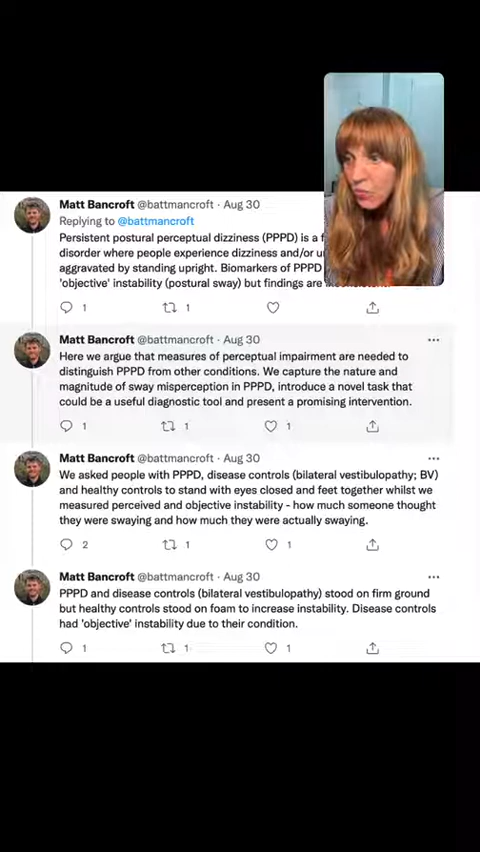 Matt Bancroft @battmancroft · Aug 30
Replying to @battmancroft
Persistent postural perceptual dizziness (PPPD) is a f
disorder where people experience dizziness and/or u
aggravated by standing upright. Biomarkers of PPPD
'objective' instability (postural sway) but findings are
1 1
Matt Bancroft @battmancroft · Aug 30
Here we argue that measures of perceptual impairment are needed to
distinguish PPPD from other conditions. We capture the nature and
magnitude of sway misperception in PPPD, introduce a novel task that
could be a useful diagnostic tool and present a promising intervention.
1 1 1
Matt Bancroft @battmancroft · Aug 30
We asked people with PPPD, disease controls (bilateral vestibulopathy; BV)
and healthy controls to stand with eyes closed and feet together whilst we
measured perceived and objective instability - how much someone thought
they were swaying and how much they were actually swaying.
2 1 1
Matt Bancroft @battmancroft · Aug 30
PPPD and disease controls (bilateral vestibulopathy) stood on firm ground
but healthy controls stood on foam to increase instability. Disease controls
had 'objective' instability due to their condition.
1 1 1